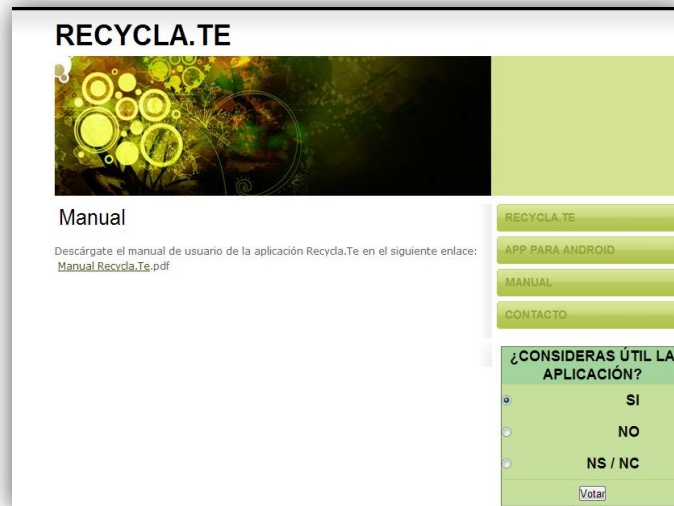 RECYCLA.TE
Manual
Descárgate el manual de usuario de la aplicación Recycla.Te en el siguiente enlace:
Manual Recycla.Te.pdf
RECYCLA.TE
APP PARA ANDROID
MANUAL
CONTACTO
¿CONSIDERAS ÚTIL LA
APLICACIÓN?
SI
NO
NS / NC
Votar